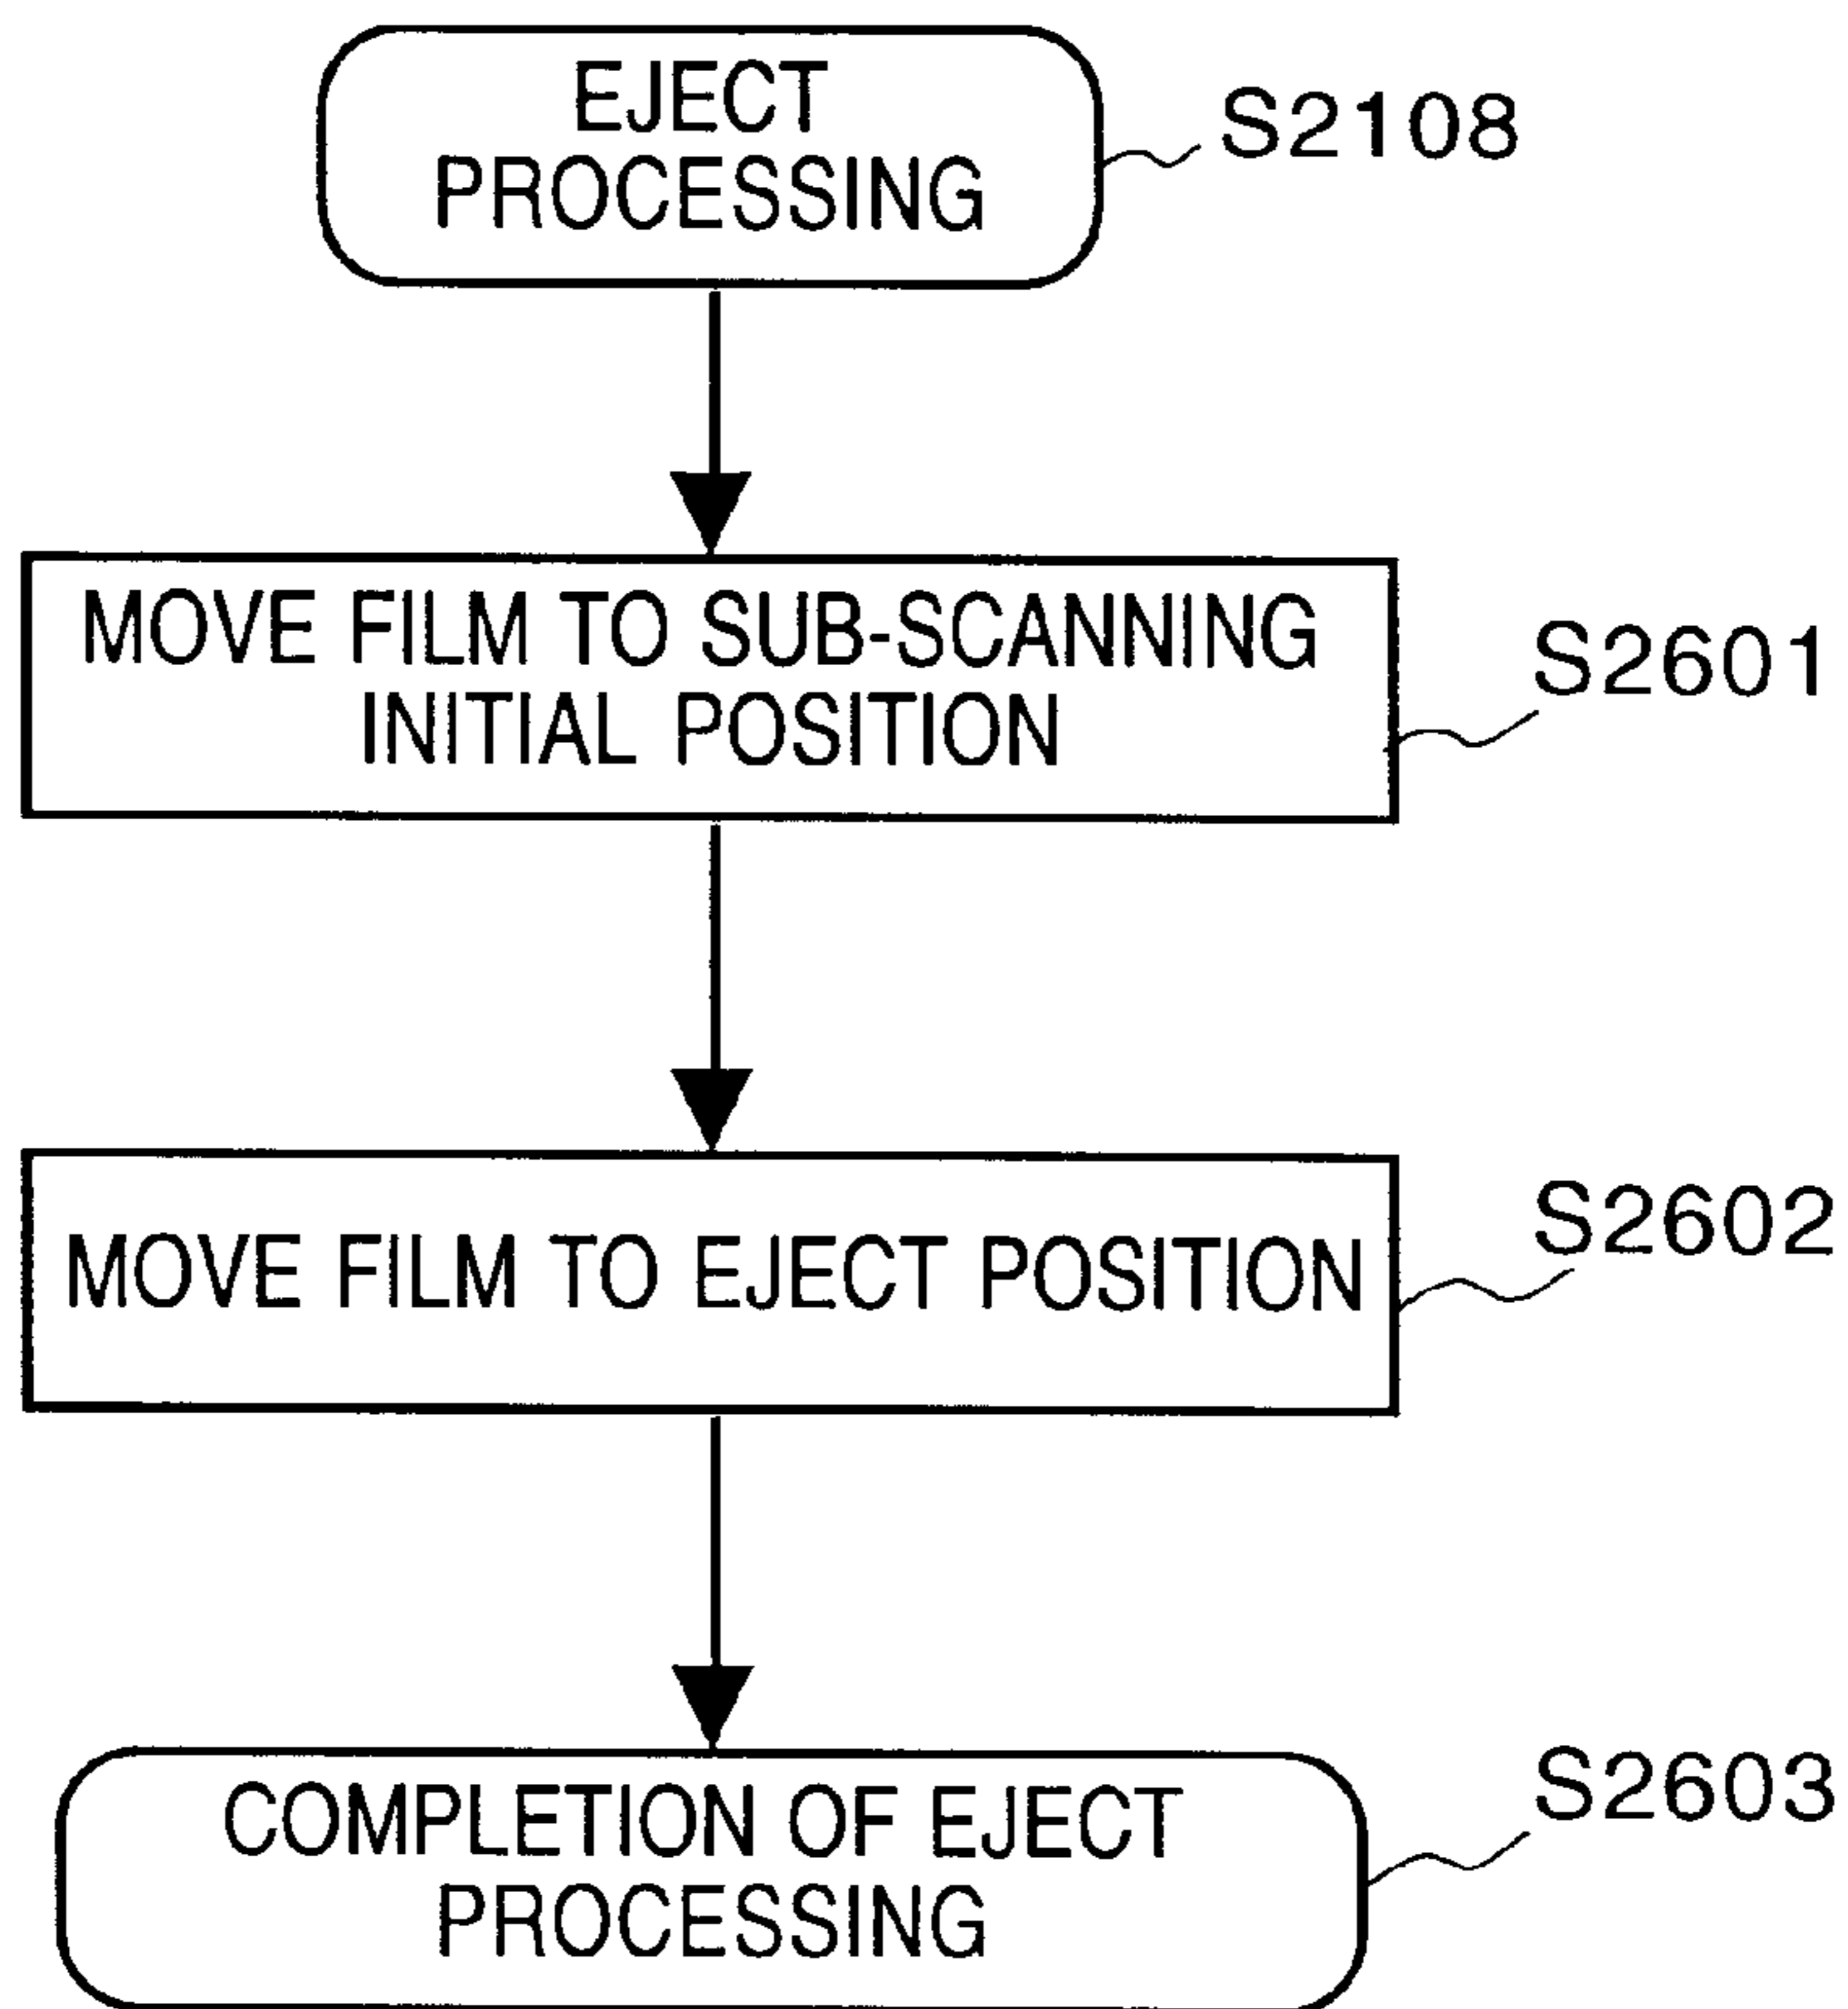 EJECT
PROCESSING
S2108
MOVE FILM TO SUB-SCANNING
INITIAL POSITION
S2601
MOVE FILM TO EJECT POSITION
S2602
COMPLETION OF EJECT
PROCESSING
S2603